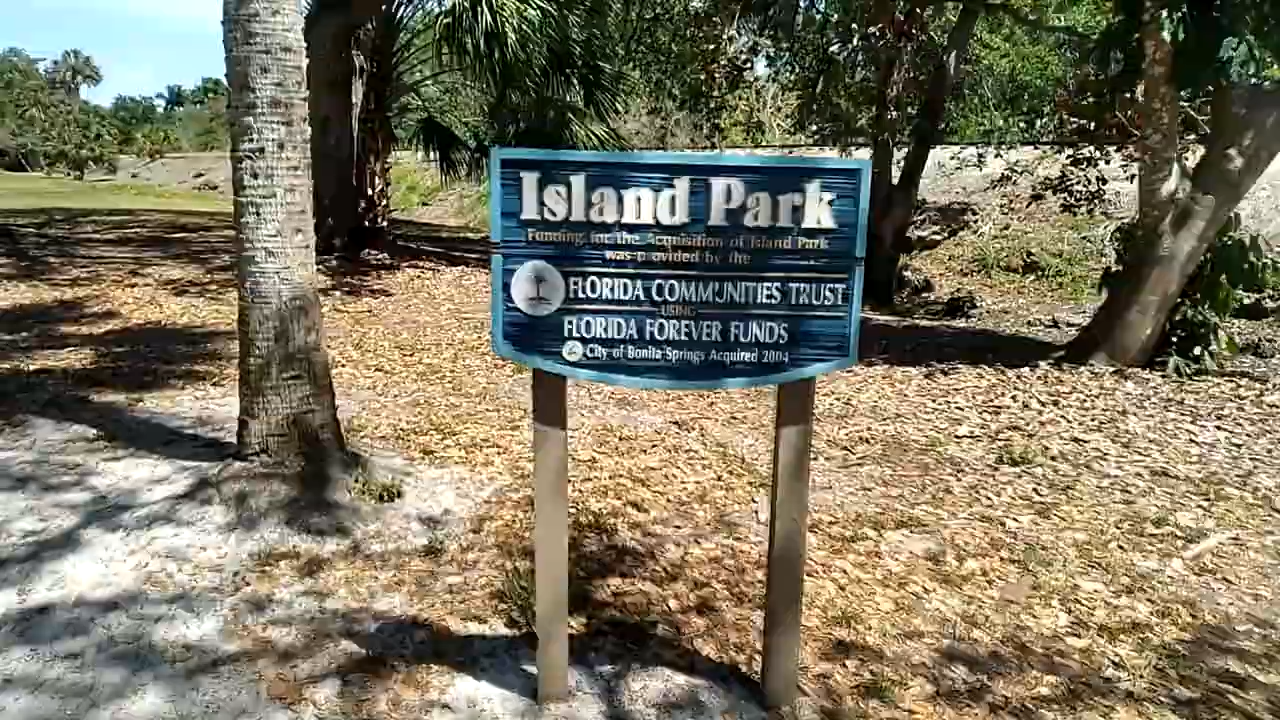 Island Park
Funding for the Acquisition of Island Park
was provided by the
FLORIDA COMMUNITIES TRUST
USING
FLORIDA FOREVER FUNDS
City of Bonita Springs Acquired 2004